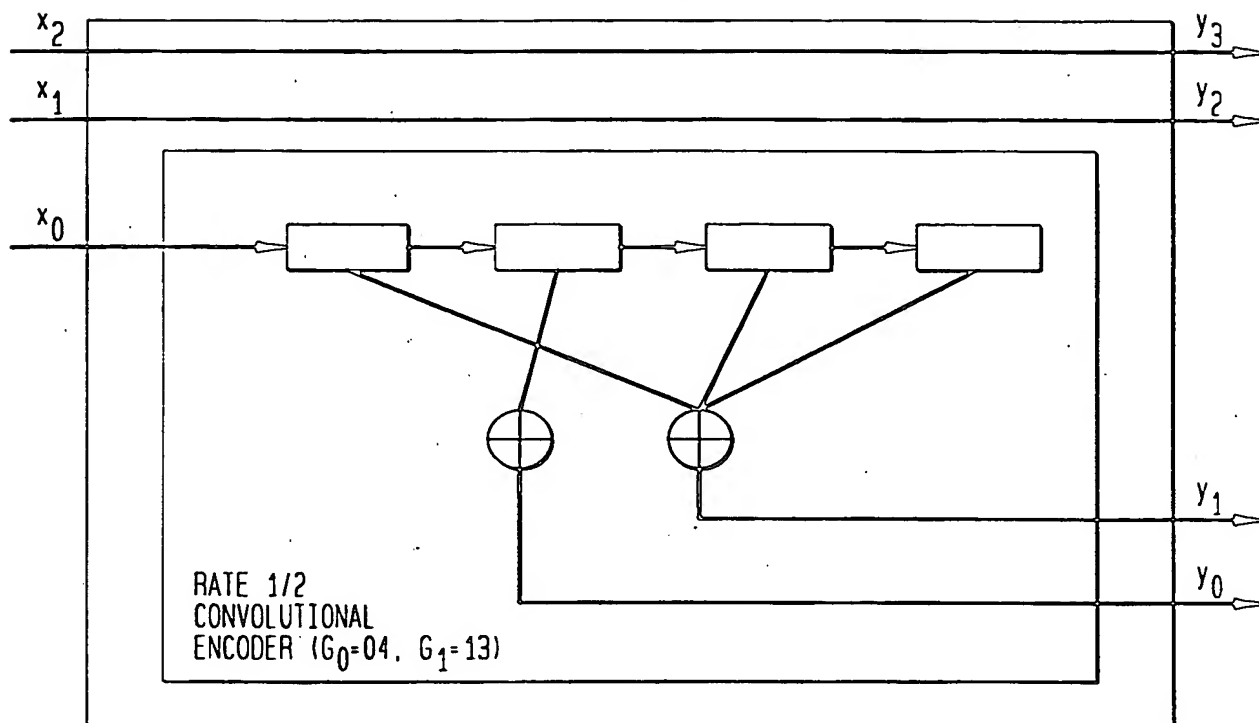 x2 y3
x1 y2
x0
y1
y0
RATE 1/2
CONVOLUTIONAL
ENCODER (G0=04, G1=13)